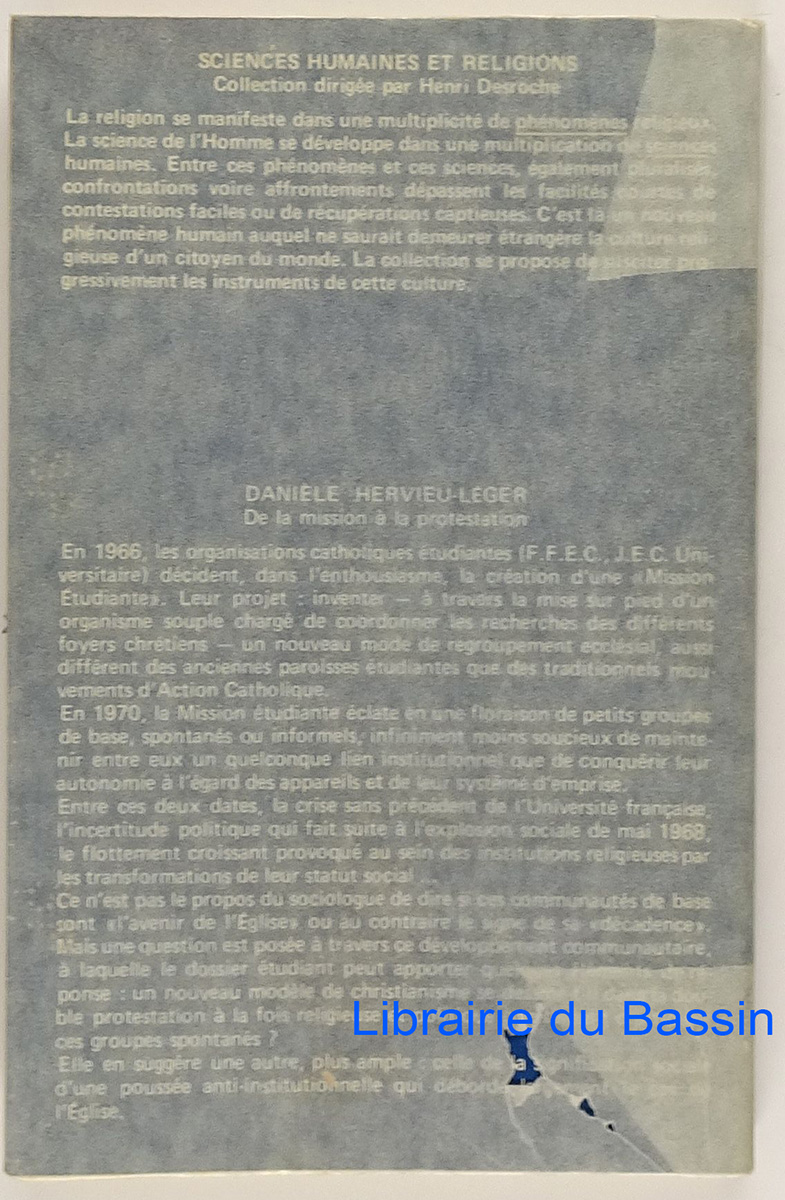 SCIENCES HUMAINES ET RELIGIONS
Collection dirigée par Henri Desroche
La religion se manifeste dans une multiplicité de phénomènes religieux.
La science de l'Homme se développe dans une multiplication de sciences
humaines. Entre ces phénomènes et ces sciences, également pluralisés,
confrontations voire affrontements dépassent les facilités de
contestations faciles ou de récupérations captieuses. C'est là un nouveau
phénomène humain auquel ne saurait demeurer étrangère la culture reli-
gieuse d'un citoyen du monde. La collection se propose de susciter pro-
gressivement les instruments de cette culture.
DANIÈLE HERVIEU-LEGER
De la mission à la protestation
En 1966, les organisations catholiques étudiantes (F.F.E.C., J.E.C. Uni-
versitaire) décident, dans l'enthousiasme, la création d'une «Mission
Étudiante». Leur projet : inventer — à travers la mise sur pied d'un
organisme souple chargé de coordonner les recherches des différents
foyers chrétiens — un nouveau mode de regroupement ecclésial, aussi
différent des anciennes paroisses étudiantes que des traditionnels mou-
vements d'Action Catholique.
En 1970, la Mission étudiante éclate en une floraison de petits groupes
de base, spontanés ou informels, infiniment moins soucieux de mainte-
nir entre eux un quelconque lien institutionnel que de conquérir leur
autonomie à l'égard des appareils et de leur système d'emprise.
Entre ces deux dates, la crise sans précédent de l'Université française,
l'incertitude politique qui fait suite à l'explosion sociale de mai 1968,
le flottement croissant provoqué au sein des institutions religieuses par
les transformations de leur statut social ...
Ce n'est pas le propos du sociologue de dire si ces communautés de base
sont «l'avenir de l'Église» ou au contraire le signe de sa «décadence».
Mais une question est posée à travers ce développement communautaire,
à laquelle le dossier étudiant peut apporter
ponse : un nouveau modèle de christianisme
ble protestation à la fois religieuse
ces groupes spontanés ?
Elle en suggère une autre, plus ample : celle de la
d'une poussée anti-institutionnelle qui déborde
l'Église.
Librairie du Bassin